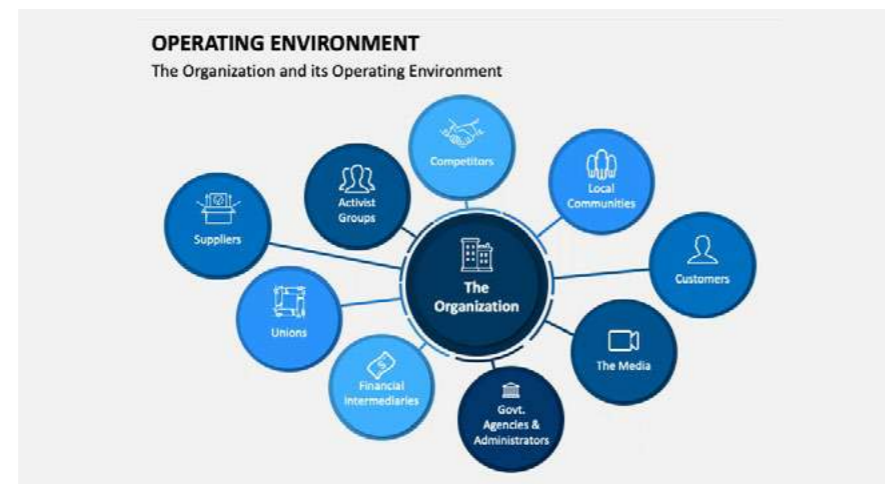 OPERATING ENVIRONMENT
The Organization and its Operating Environment
Competitors
Activist
Groups
Local
Communities
Suppliers
Customers
The
Organization
Unions
The Media
Financial
Intermediaries
Govt.
Agencies &
Administrators